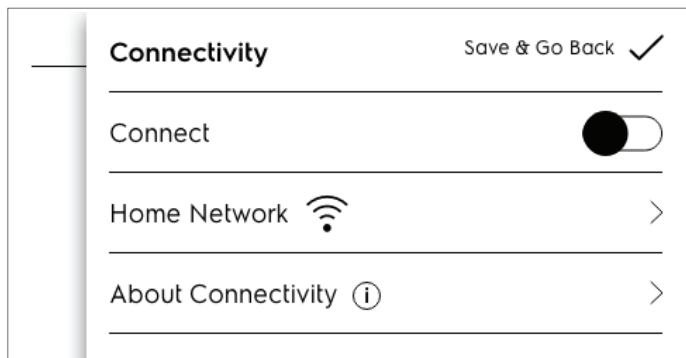 Connectivity Save & Go Back
Connect
Home Network
About Connectivity i